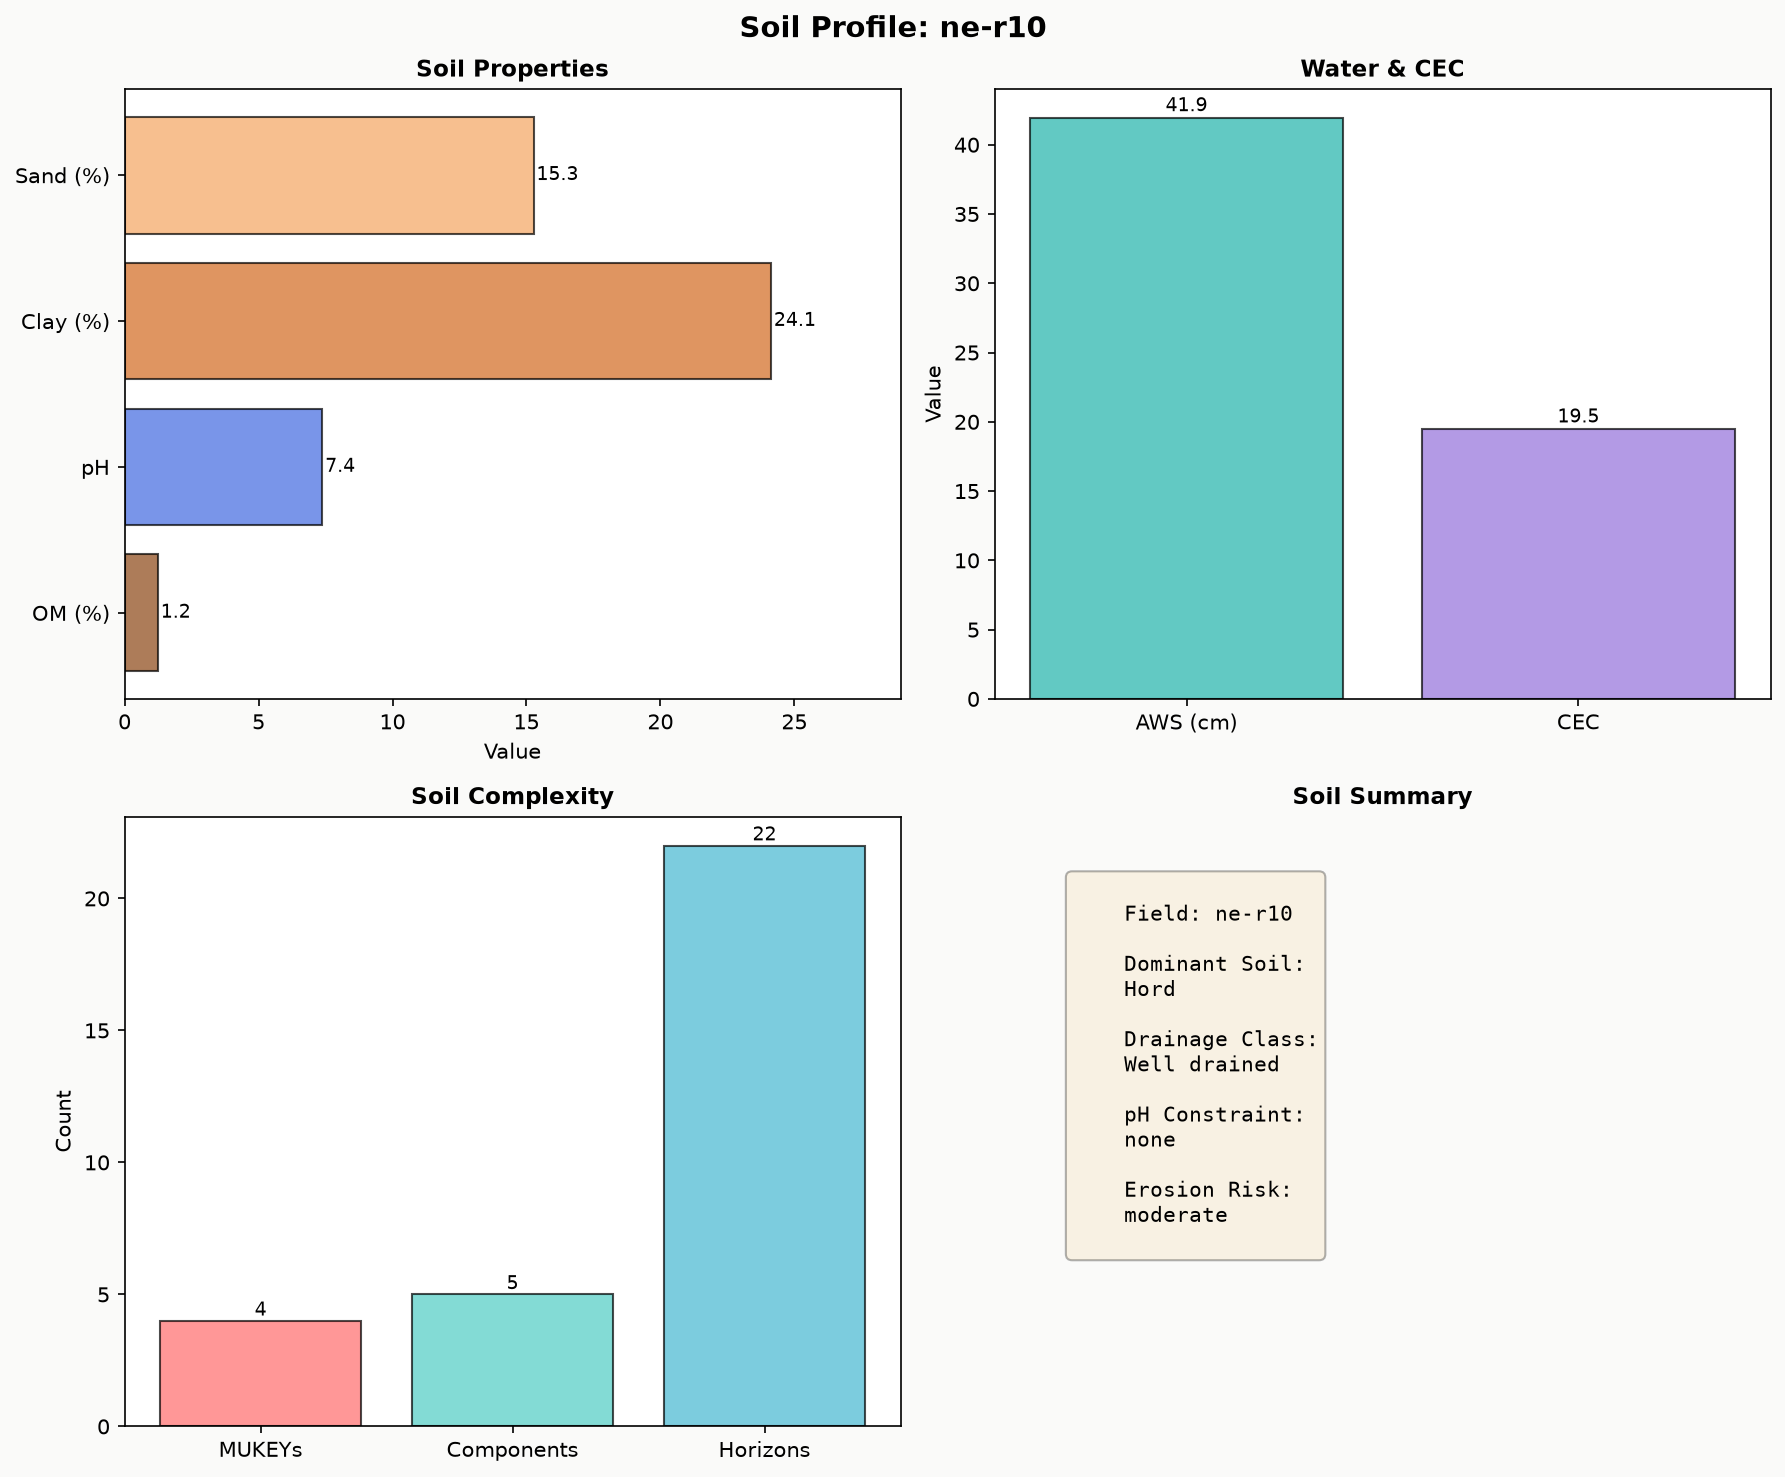 Soil Profile: ne-r10
Soil Properties
Sand (%)
15.3
Clay (%)
24.1
pH
7.4
OM (%)
1.2
0 5 10 15 20 25
Value
Water & CEC
Value
40
35
30
25
20
15
10
5
0
41.9
19.5
AWS (cm) CEC
Soil Complexity
Count
20
15
10
5
0
4
5
22
MUKEYs Components Horizons
Soil Summary
Field: ne-r10
Dominant Soil:
Hord
Drainage Class:
Well drained
pH Constraint:
none
Erosion Risk:
moderate